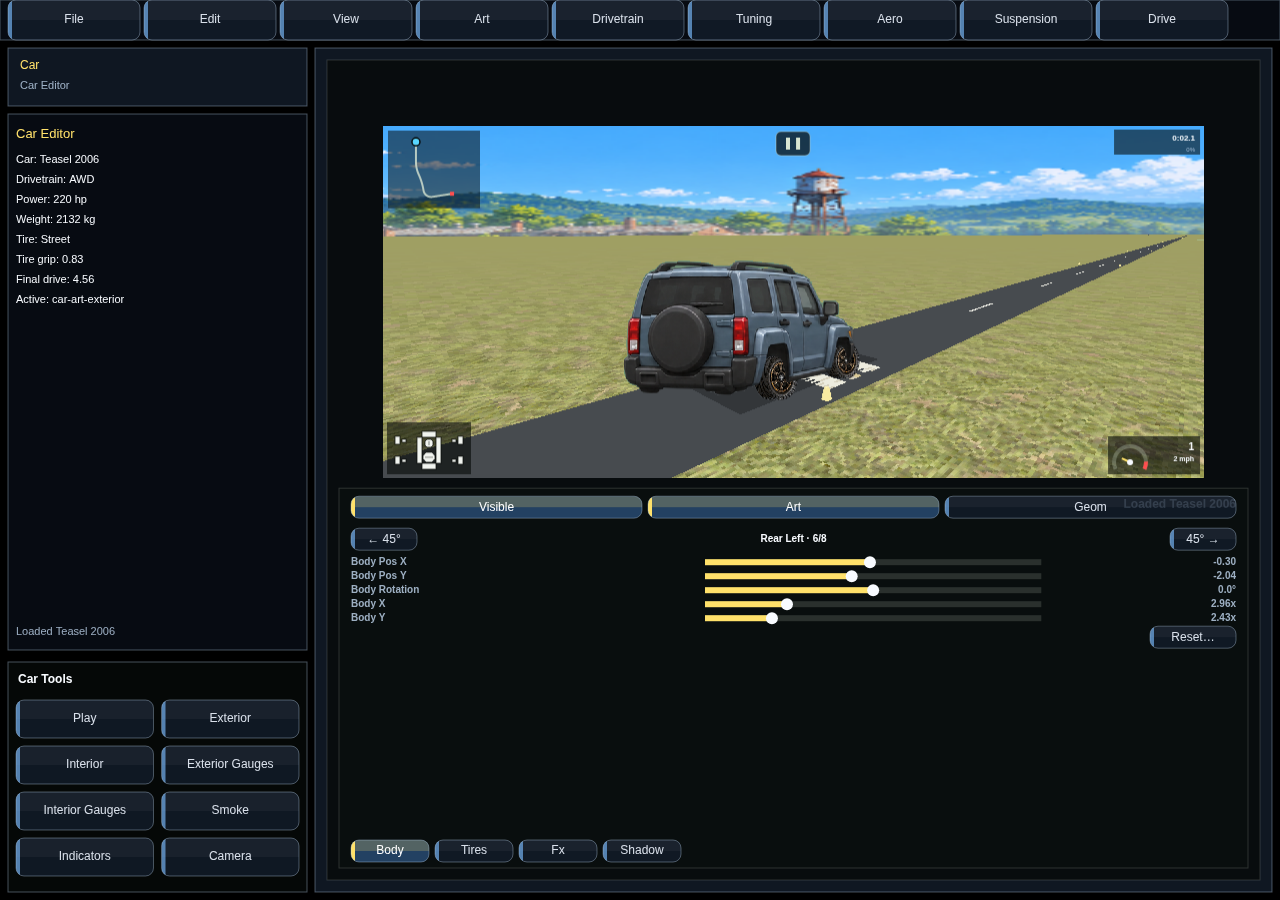 File
Edit
View
Art
Drivetrain
Tuning
Aero
Suspension
Drive
Car
Car Editor
Car Editor
Car: Teasel 2006
Drivetrain: AWD
Power: 220 hp
Weight: 2132 kg
Tire: Street
Tire grip: 0.83
Final drive: 4.56
Active: car-art-exterior
Loaded Teasel 2006
Car Tools
Play
Exterior
Interior
Exterior Gauges
Interior Gauges
Smoke
Indicators
Camera
0:02.1
0%
1
2 mph
Visible
Art
Geom
Loaded Teasel 2006
← 45°
Rear Left · 6/8
45° →
Body Pos X -0.30
Body Pos Y -2.04
Body Rotation 0.0°
Body X 2.96x
Body Y 2.43x
Reset…
Body
Tires
Fx
Shadow